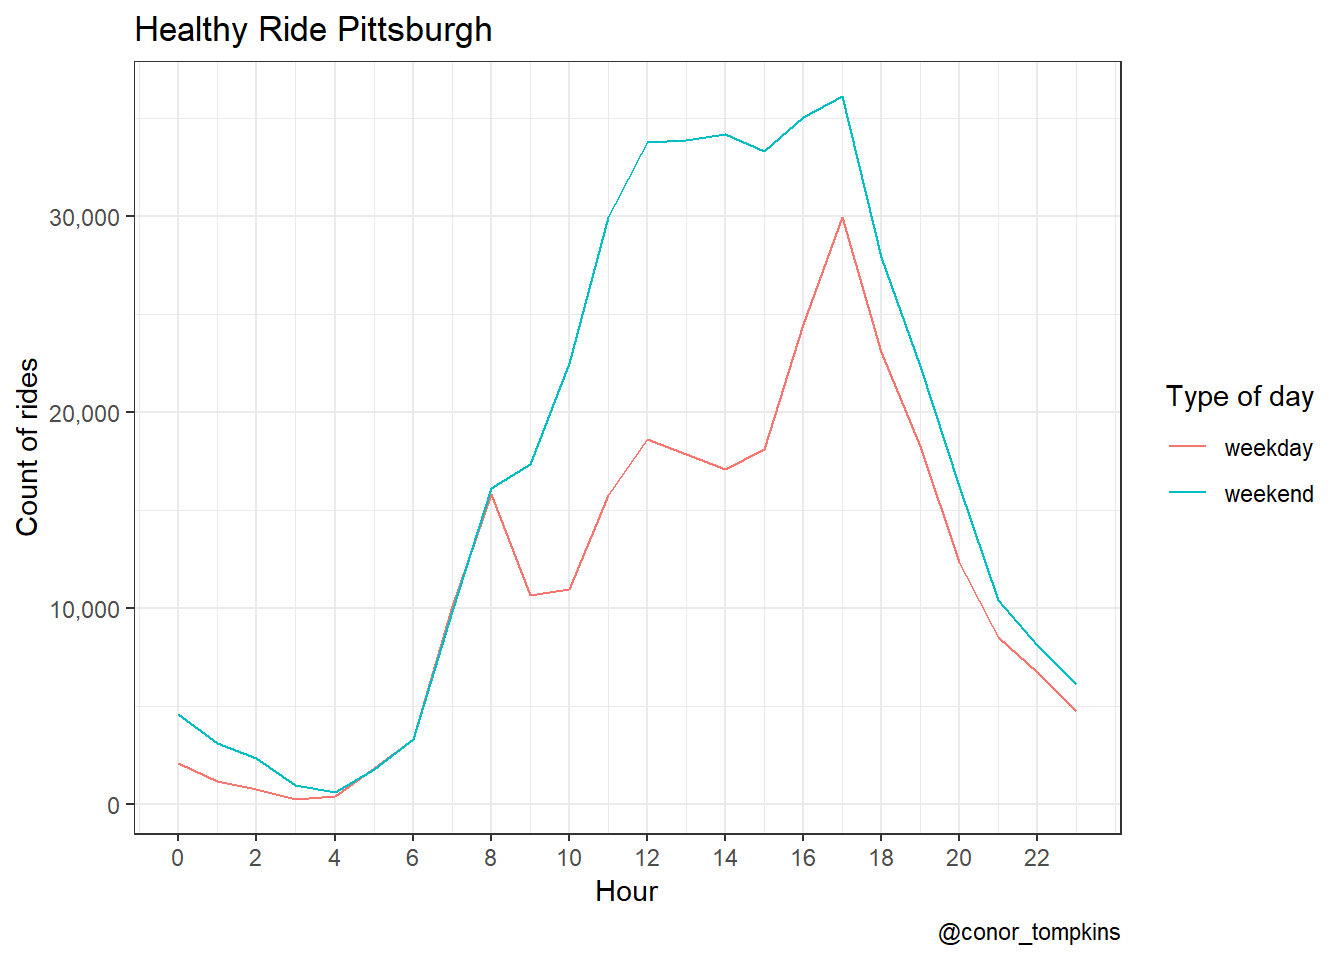 Healthy Ride Pittsburgh
Count of rides
30,000
20,000
10,000
0
0 2 4 6 8 10 12 14 16 18 20 22
Hour
Type of day
weekday
weekend
@conor_tompkins